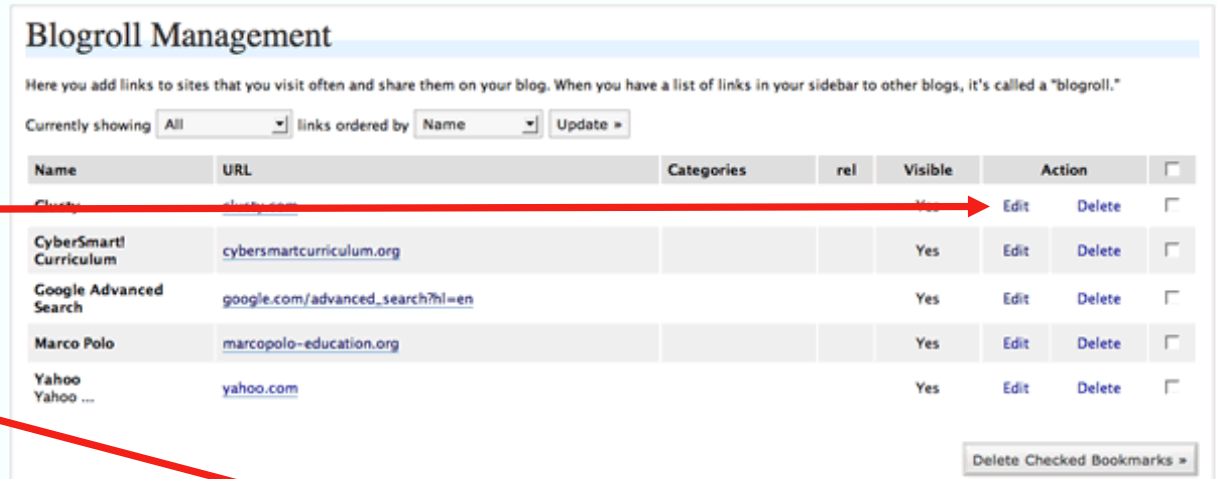 Blogroll Management
Here you add links to sites that you visit often and share them on your blog. When you have a list of links in your sidebar to other blogs, it's called a "blogroll."
Currently showing All links ordered by Name Update »
Name URL Categories rel Visible Action
Clusty clusty.com Yes Edit Delete
CyberSmart!
Curriculum cybersmartcurriculum.org Yes Edit Delete
Google Advanced
Search google.com/advanced_search?hl=en Yes Edit Delete
Marco Polo marcopolo-education.org Yes Edit Delete
Yahoo
Yahoo ... yahoo.com Yes Edit Delete
Delete Checked Bookmarks »